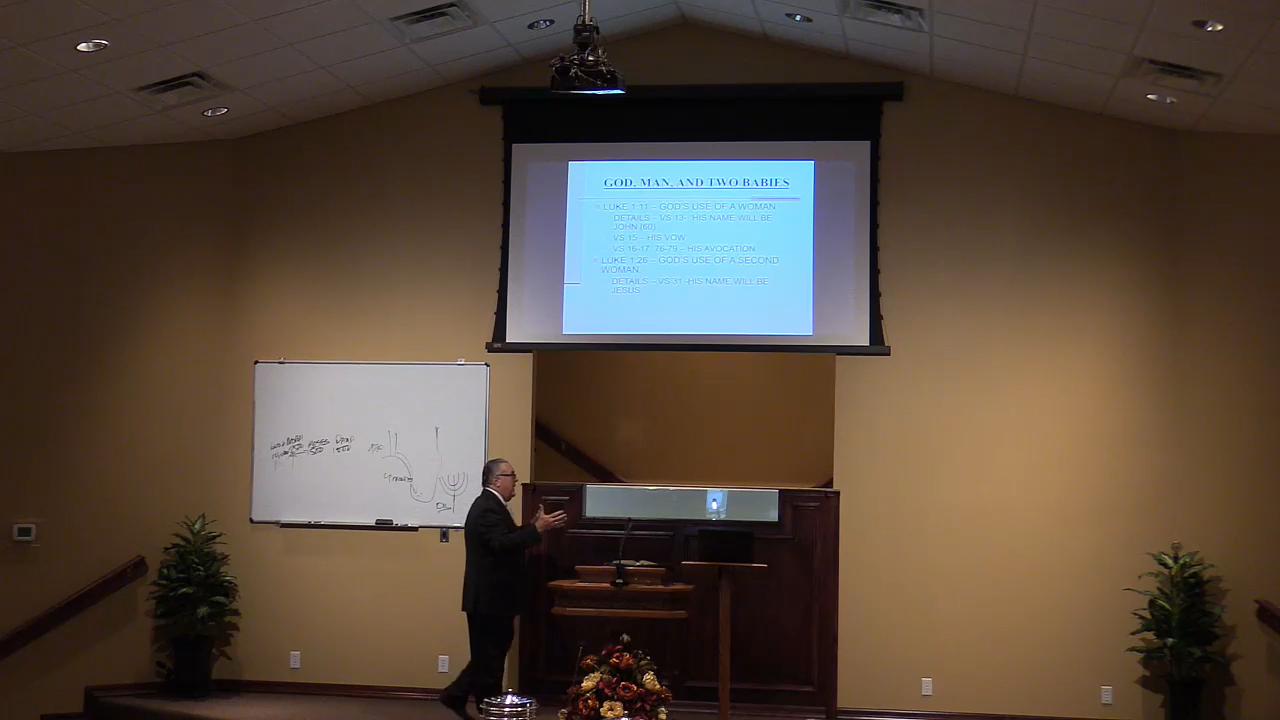 GOD, MAN, AND TWO BABIES
LUKE 1:11 – GOD'S USE OF A WOMAN
DETAILS – VS 13- HIS NAME WILL BE
JOHN (60)
VS 15 – HIS VOW
VS 16-17, 76-79 – HIS AVOCATION
LUKE 1:26 – GOD'S USE OF A SECOND
WOMAN
DETAILS – VS 31 -HIS NAME WILL BE
JESUS
MOSES
1500